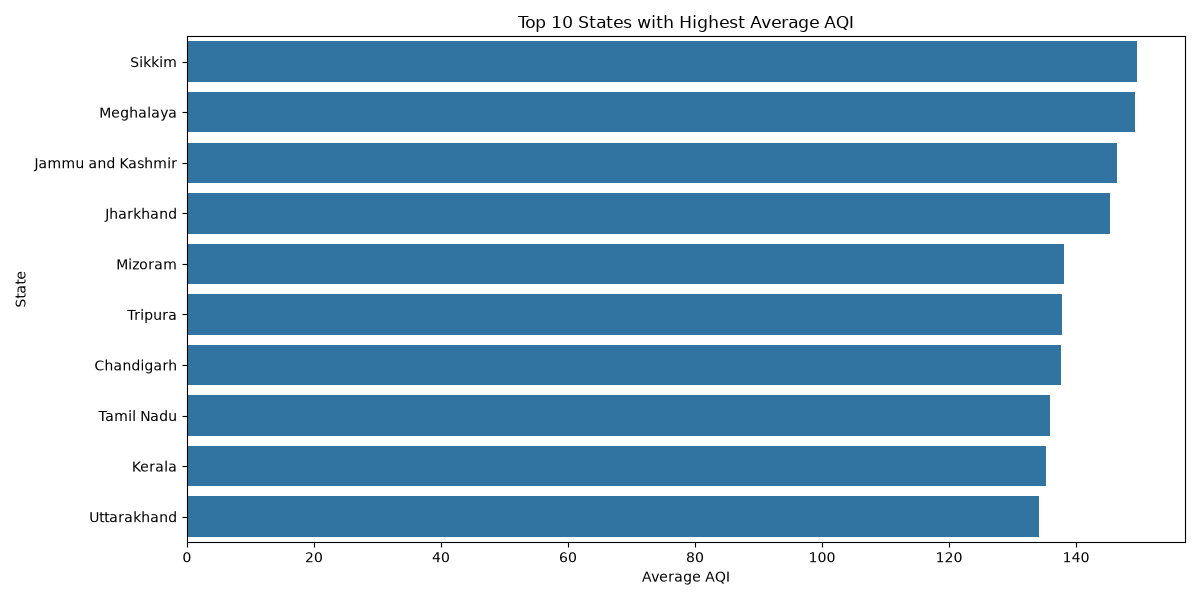 Top 10 States with Highest Average AQI
State
Sikkim
Meghalaya
Jammu and Kashmir
Jharkhand
Mizoram
Tripura
Chandigarh
Tamil Nadu
Kerala
Uttarakhand
0 20 40 60 80 100 120 140
Average AQI